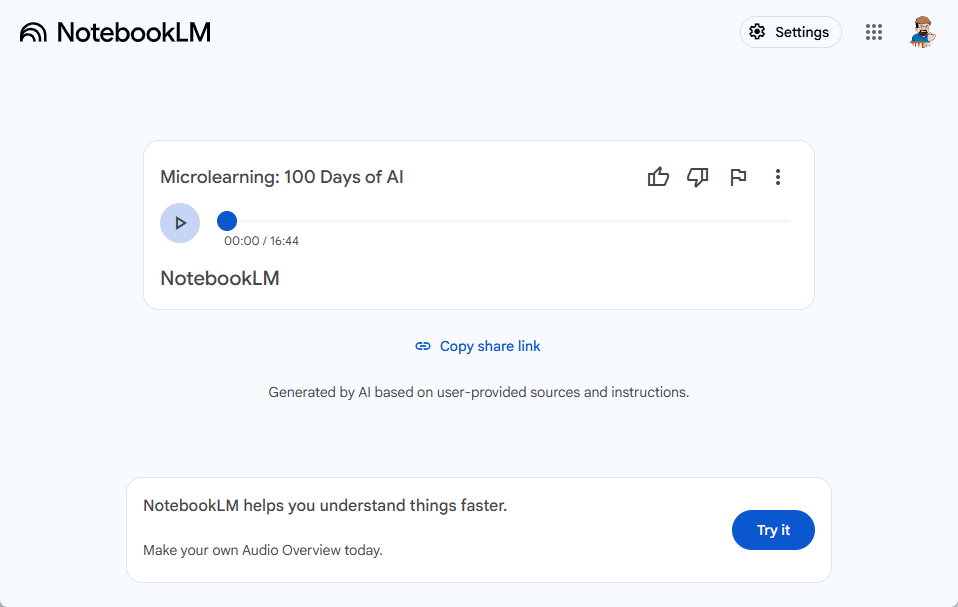 NotebookLM
Settings
Microlearning: 100 Days of AI
00:00 / 16:44
NotebookLM
Copy share link
Generated by AI based on user-provided sources and instructions.
NotebookLM helps you understand things faster.
Try it
Make your own Audio Overview today.